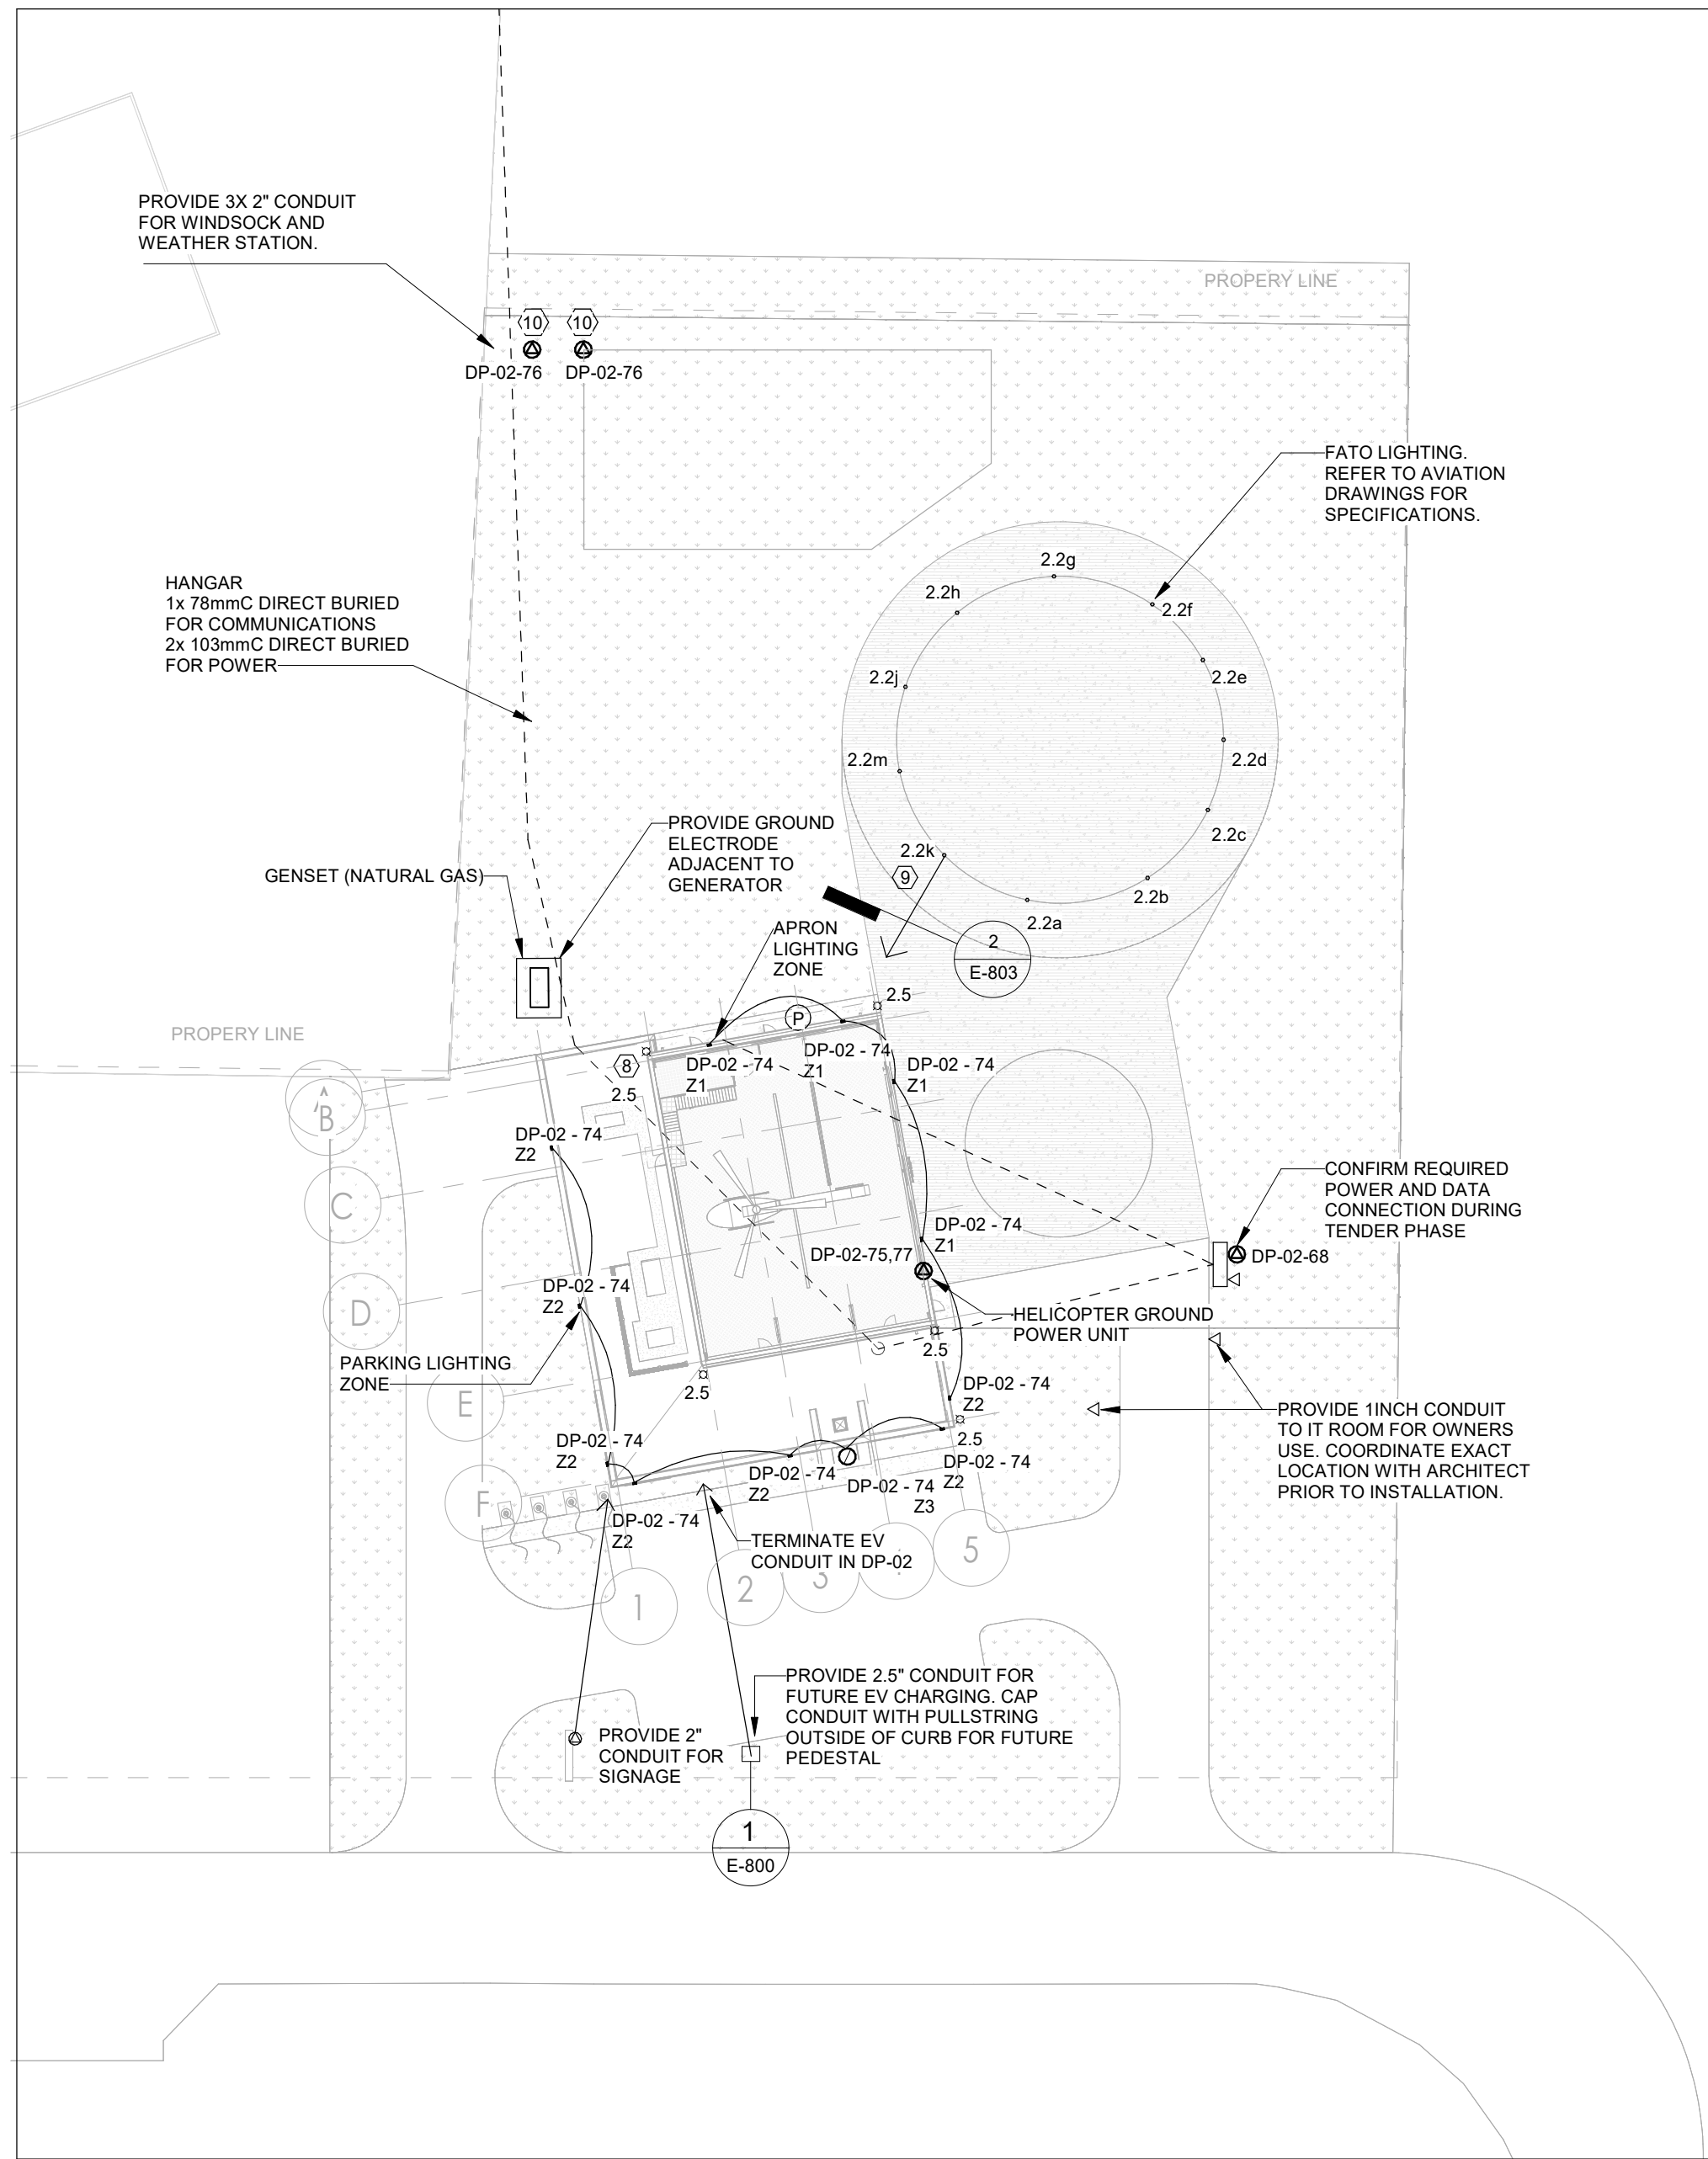 PROVIDE 3X 2" CONDUIT
FOR WINDSOCK AND
WEATHER STATION.
PROPERY LINE
10
10
DP-02-76
DP-02-76
FATO LIGHTING.
REFER TO AVIATION
DRAWINGS FOR
SPECIFICATIONS.
HANGAR
1x 78mmC DIRECT BURIED
FOR COMMUNICATIONS
2x 103mmC DIRECT BURIED
FOR POWER
2.2g
2.2h
2.2f
2.2j
2.2e
2.2m
2.2d
2.2c
2.2k
9
2.2b
2.2a
PROVIDE GROUND
ELECTRODE
ADJACENT TO
GENERATOR
GENSET (NATURAL GAS)
APRON
LIGHTING
ZONE
2
E-803
2.5
P
PROPERY LINE
8
2.5
DP-02 - 74
Z1
DP-02 - 74
Z1
DP-02 - 74
Z1
A
B
C
D
E
F
DP-02 - 74
Z2
CONFIRM REQUIRED
POWER AND DATA
CONNECTION DURING
TENDER PHASE
DP-02-68
DP-02 - 74
Z1
DP-02-75,77
DP-02 - 74
Z2
HELICOPTER GROUND
POWER UNIT
2.5
PARKING LIGHTING
ZONE
2.5
DP-02 - 74
Z2
2.5
PROVIDE 1INCH CONDUIT
TO IT ROOM FOR OWNERS
USE. COORDINATE EXACT
LOCATION WITH ARCHITECT
PRIOR TO INSTALLATION.
DP-02 - 74
Z2
DP-02 - 74
Z2
DP-02 - 74
Z2
DP-02 - 74
Z3
DP-02 - 74
Z2
TERMINATE EV
CONDUIT IN DP-02
1
2
3
4
5
PROVIDE 2.5" CONDUIT FOR
FUTURE EV CHARGING. CAP
CONDUIT WITH PULLSTRING
OUTSIDE OF CURB FOR FUTURE
PEDESTAL
PROVIDE 2"
CONDUIT FOR
SIGNAGE
1
E-800